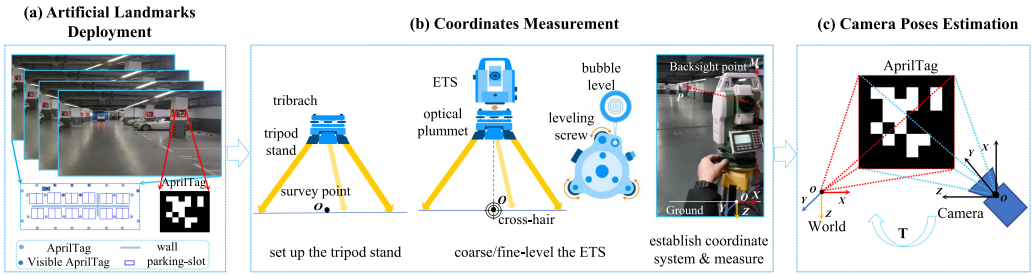 (a) Artificial Landmarks
Deployment
AprilTag
AprilTag
wall
Visible AprilTag
parking-slot
(b) Coordinates Measurement
tribrach
tripod
stand
survey point
O
set up the tripod stand
ETS
optical
plummet
O
cross-hair
coarse/fine-level the ETS
bubble
level
leveling screw
Backsight point
M
P
Ground
Y
O
X
Z
establish coordinate
system & measure
(c) Camera Poses Estimation
AprilTag
O
X
Y
Z
World
T
X
Y
Z
O
Camera